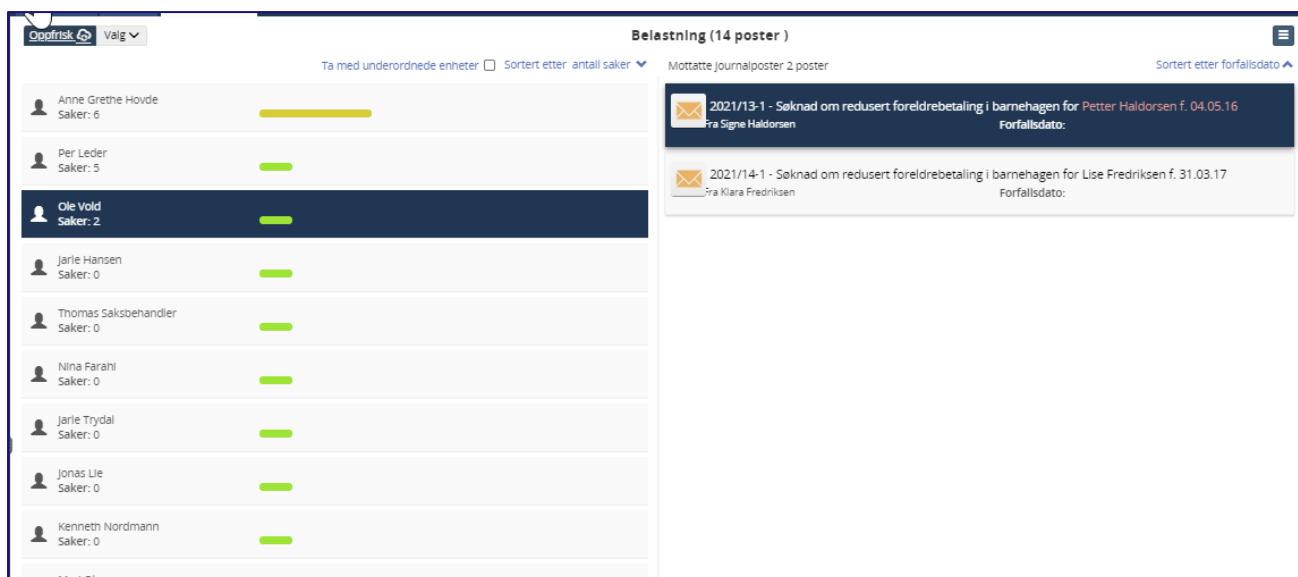 Oppfrisk Valg
Belastning (14 poster )
Ta med underordnede enheter Sortert etter antall saker
Anne Grethe Hovde
Saker: 6
Per Leder
Saker: 5
Ole Vold
Saker: 2
Jarle Hansen
Saker: 0
Thomas Saksbehandler
Saker: 0
Nina Farahi
Saker: 0
Jarle Trydal
Saker: 0
Jonas Lie
Saker: 0
Kenneth Nordmann
Saker: 0
Mottatte journalposter 2 poster Sortert etter forfallsdato
2021/13-1 - Søknad om redusert foreldrebetaling i barnehagen for Petter Haldorsen f. 04.05.16
Fra Signe Haldorsen Forfallsdato:
2021/14-1 - Søknad om redusert foreldrebetaling i barnehagen for Lise Fredriksen f. 31.03.17
Fra Klara Fredriksen Forfallsdato: